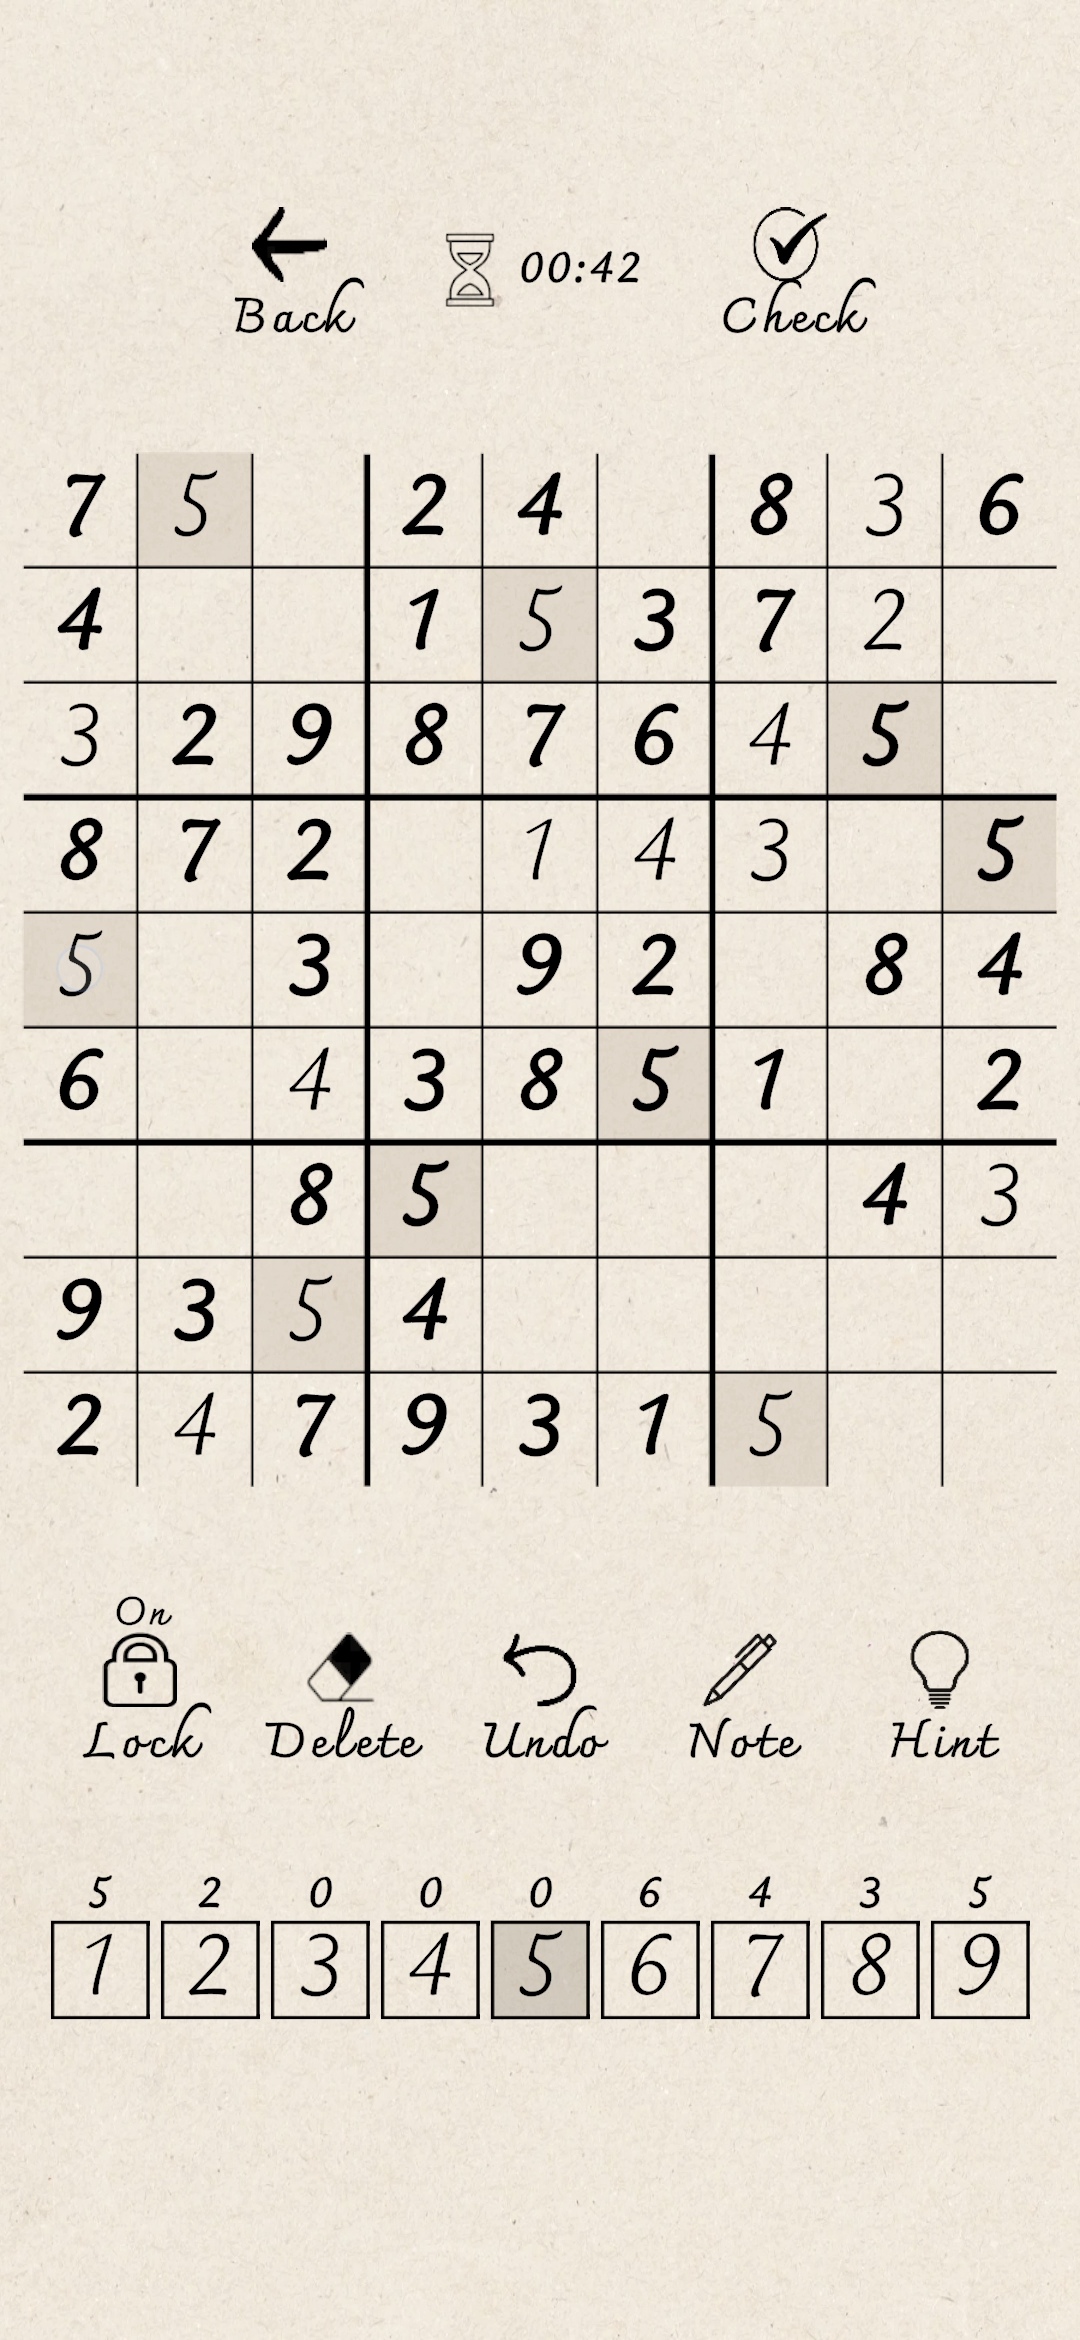 00:42
Back
Check
7 5 2 4 8 3 6
4 1 5 3 7 2
3 2 9 8 7 6 4 5
8 7 2 1 4 3 5
5 3 9 2 8 4
6 4 3 8 5 1 2
8 5 4 3
9 3 5 4
2 4 7 9 3 1 5
On
Lock
Delete
Undo
Note
Hint
5 2 0 0 0 6 4 3 5
1 2 3 4 5 6 7 8 9